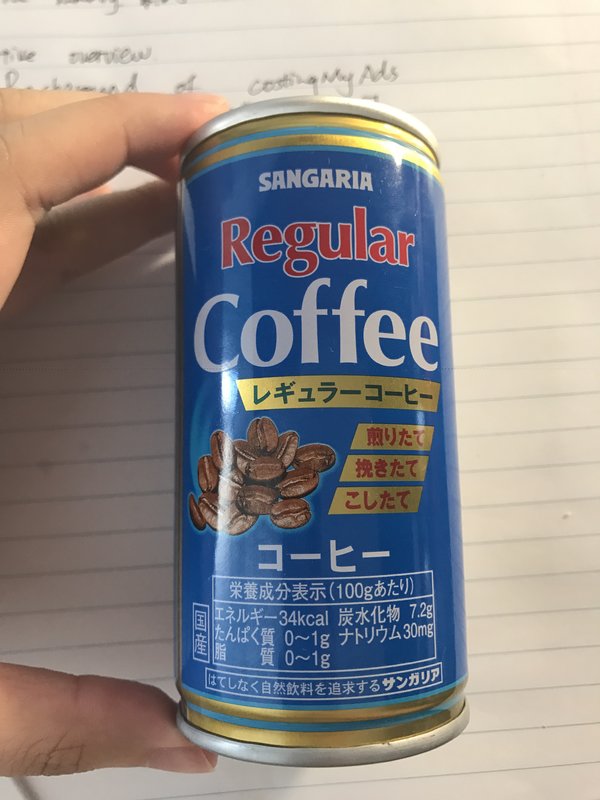 overview
of costing My Ads
SANGARIA
Regular
Coffee
レギュラーコーヒー
煎りたて
挽きたて
こしたて
コーヒー
栄養成分表示(100gあたり)
国産
エネルギー34kcal 炭水化物 7.2g
たんぱく質 0〜1g ナトリウム30mg
脂 質 0〜1g
はてしなく自然飲料を追求するサンガリア